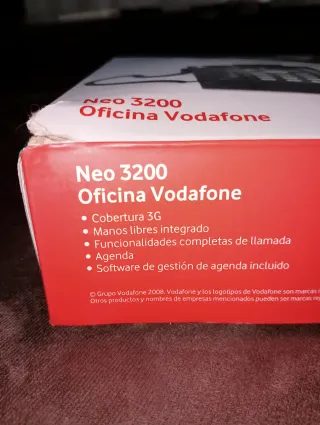 Neo 3200
Oficina Vodafone
Neo 3200
Oficina Vodafone
• Cobertura 3G
• Manos libres integrado
• Funcionalidades completas de llamada
• Agenda
• Software de gestión de agenda incluido
© Grupo Vodafone 2008. Vodafone y los logotipos de Vodafone son marcas
Otros productos y nombres de empresas mencionados pueden ser marcas